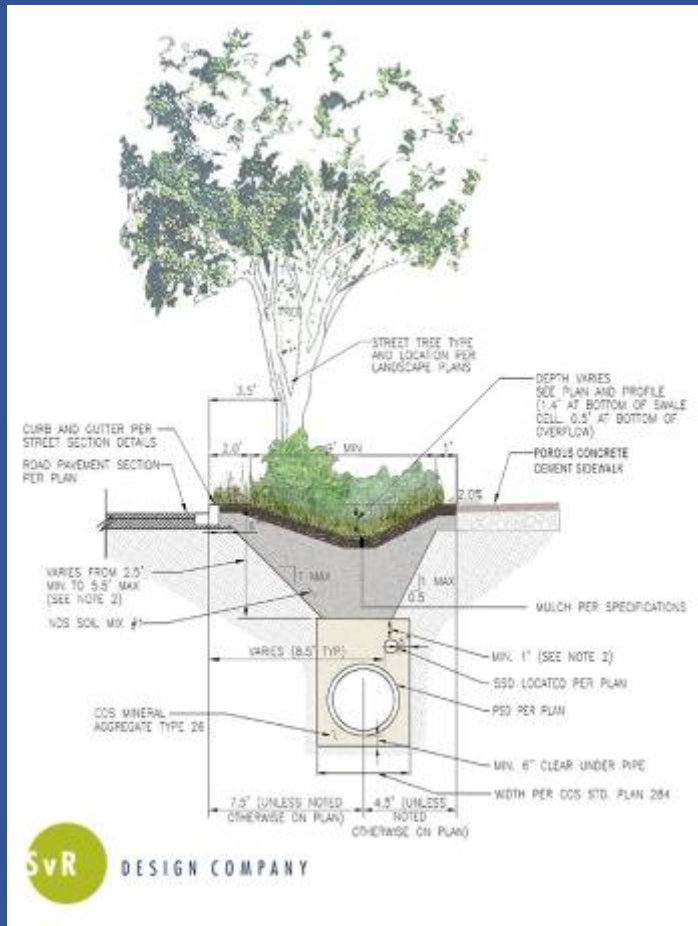 TREE
STREET TREE TYPE
AND LOCATION PER
LANDSCAPE PLANS
3.5'
DEPTH VARIES
SEE PLAN AND PROFILE
(1.4' AT BOTTOM OF SWALE
CELL, 0.5' AT BOTTOM OF
OVERFLOW)
CURB AND GUTTER PER
STREET SECTION DETAILS
2.0'
MIN
1'
POROUS CONCRETE
CEMENT SIDEWALK
ROAD PAVEMENT SECTION
PER PLAN
2.0%
VARIES FROM 2.5'
MIN TO 5.5' MAX
(SEE NOTE 2)
1 MAX
1 MAX
0.5
MULCH PER SPECIFICATIONS
NDS SOIL MIX #1
VARIES (8.5' TYP)
MIN. 1" (SEE NOTE 2)
SSD LOCATED PER PLAN
PSD PER PLAN
COS MINERAL
AGGREGATE TYPE 26
MIN. 6" CLEAR UNDER PIPE
WIDTH PER COS STD. PLAN 284
7.5' (UNLESS NOTED
OTHERWISE ON PLAN)
4.5' (UNLESS
NOTED
OTHERWISE ON PLAN)
SvR DESIGN COMPANY